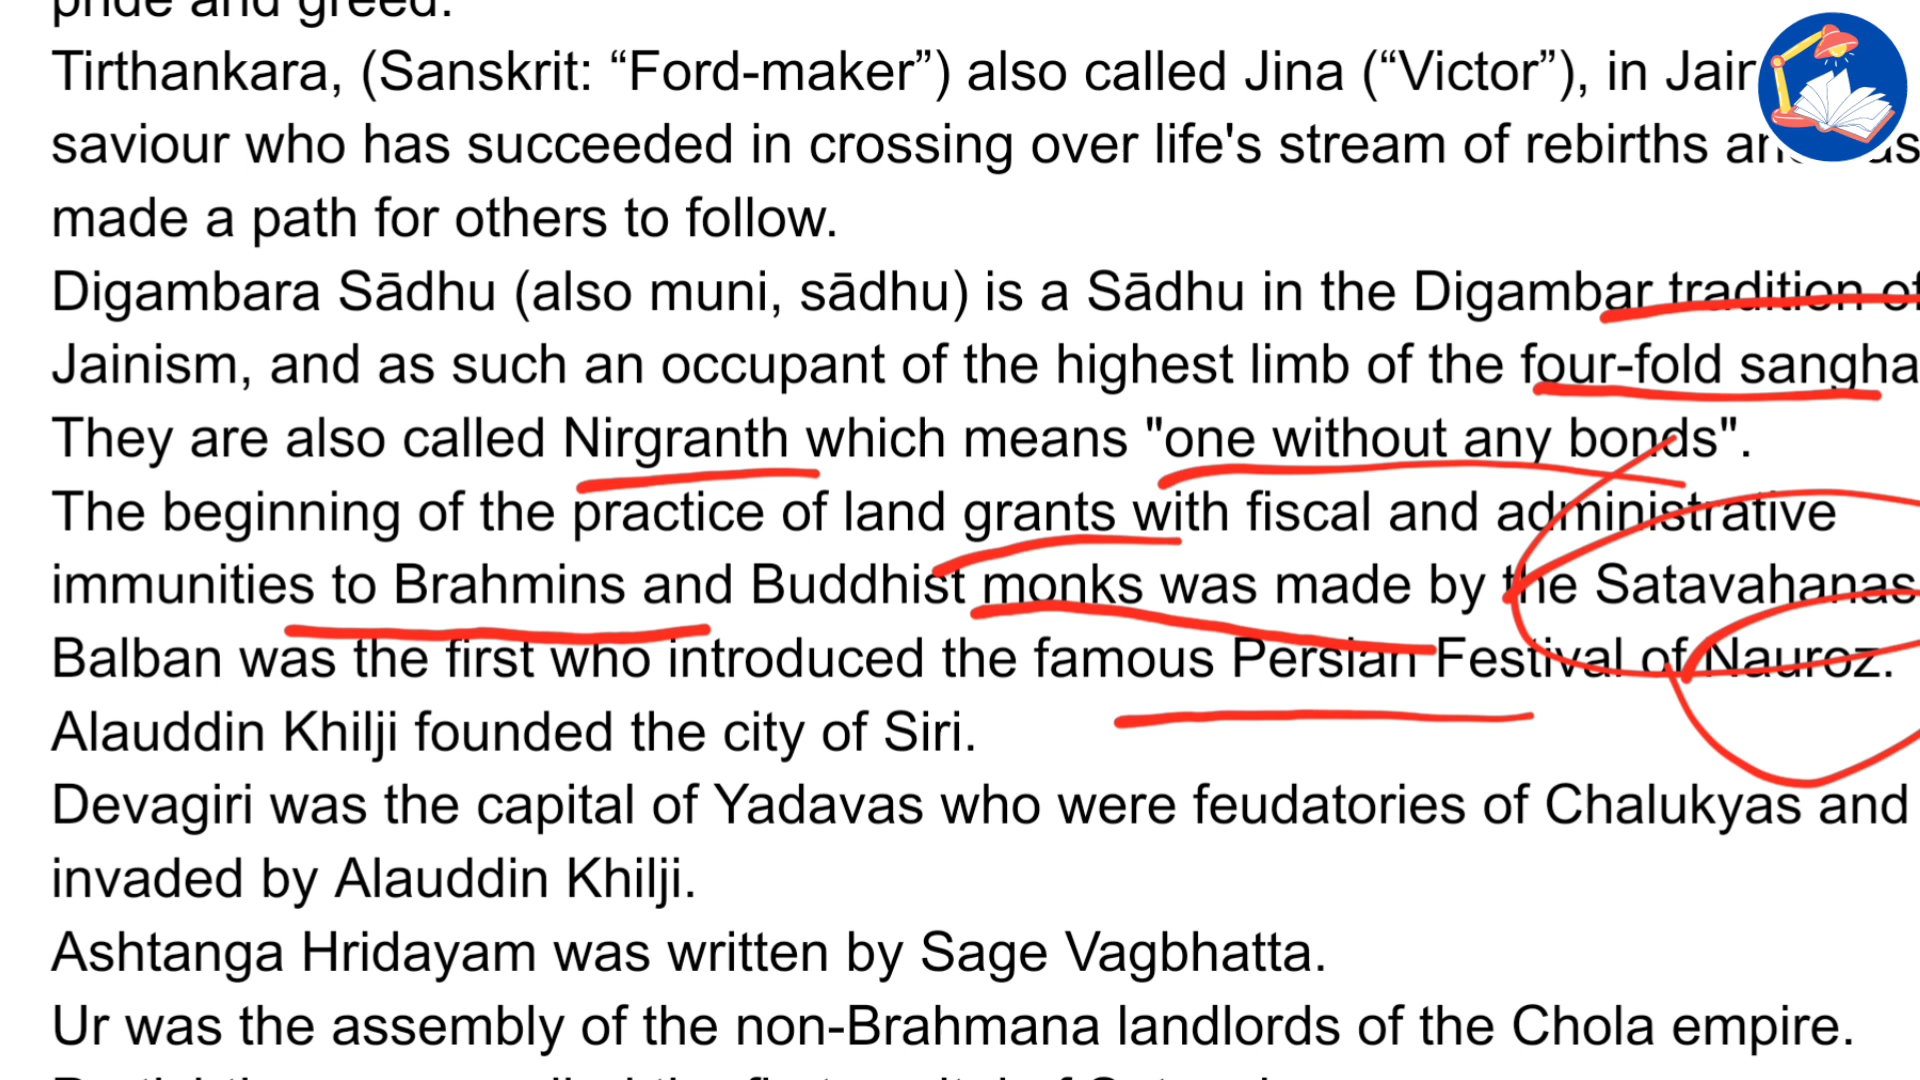 pride and greed.
Tirthankara, (Sanskrit: “Ford-maker”) also called Jina (“Victor”), in
saviour who has succeeded in crossing over life's stream of rebirths
made a path for others to follow.
Digambara Sādhu (also muni, sādhu) is a Sādhu in the Digambar tradition of
Jainism, and as such an occupant of the highest limb of the four-fold sangha
They are also called Nirgranth which means "one without any bonds".
The beginning of the practice of land grants with fiscal and administrative
immunities to Brahmins and Buddhist monks was made by the Satavahanas
Balban was the first who introduced the famous Persian Festival of Nauroz.
Alauddin Khilji founded the city of Siri.
Devagiri was the capital of Yadavas who were feudatories of Chalukyas and
invaded by Alauddin Khilji.
Ashtanga Hridayam was written by Sage Vagbhatta.
Ur was the assembly of the non-Brahmana landlords of the Chola empire.